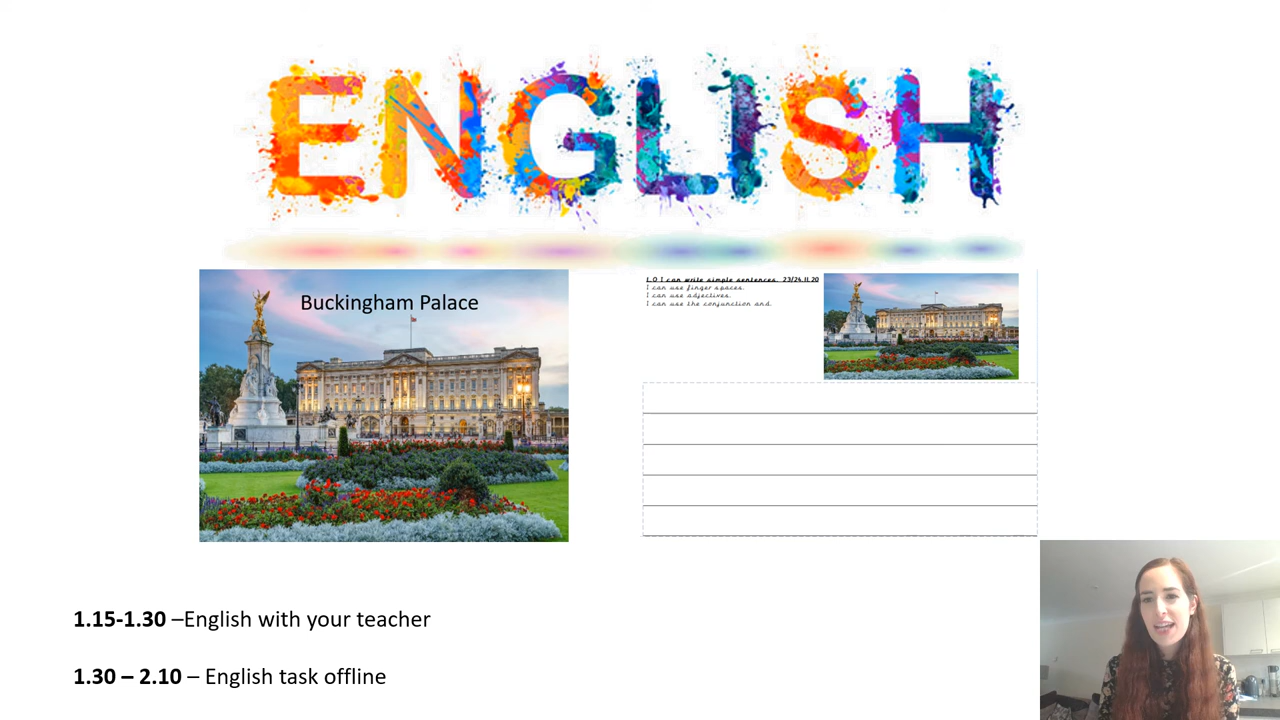 ENGLISH
Buckingham Palace
L.O I can write simple sentences. 23/24.11.20
I can use finger spaces.
I can use adjectives.
I can use the conjunction and.
1.15-1.30 –English with your teacher
1.30 – 2.10 – English task offline